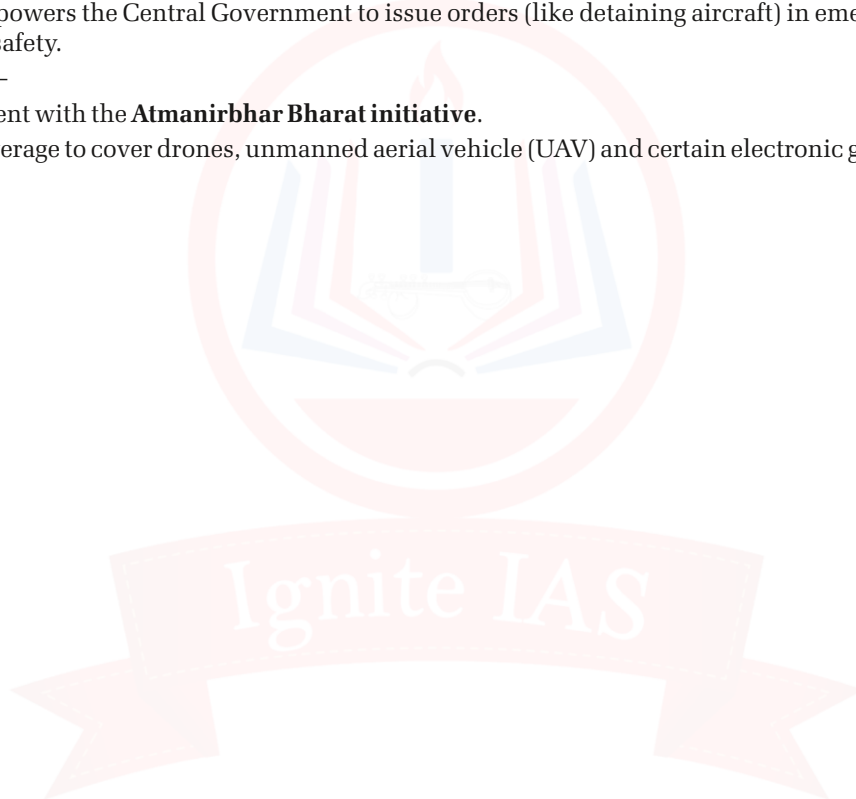 powers the Central Government to issue orders (like detaining aircraft) in eme
safety.
–
ent with the Atmanirbhar Bharat initiative.
erage to cover drones, unmanned aerial vehicle (UAV) and certain electronic g
Ignite IAS